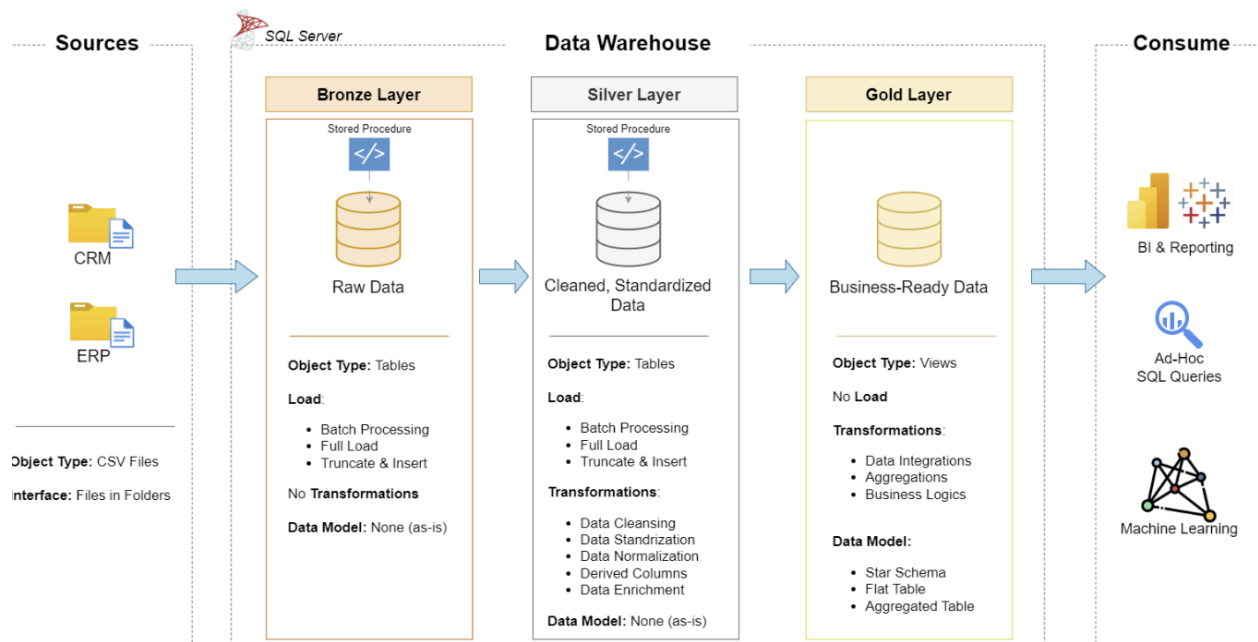 Sources
SQL Server
Data Warehouse
Consume
CRM
ERP
Object Type: CSV Files
Interface: Files in Folders
Bronze Layer
Stored Procedure
</>
Raw Data
Object Type: Tables
Load:
• Batch Processing
• Full Load
• Truncate & Insert
No Transformations
Data Model: None (as-is)
Silver Layer
Stored Procedure
</>
Cleaned, Standardized
Data
Object Type: Tables
Load:
• Batch Processing
• Full Load
• Truncate & Insert
Transformations:
• Data Cleansing
• Data Standrization
• Data Normalization
• Derived Columns
• Data Enrichment
Data Model: None (as-is)
Gold Layer
Business-Ready Data
Object Type: Views
No Load
Transformations:
• Data Integrations
• Aggregations
• Business Logics
Data Model:
• Star Schema
• Flat Table
• Aggregated Table
BI & Reporting
Ad-Hoc
SQL Queries
Machine Learning